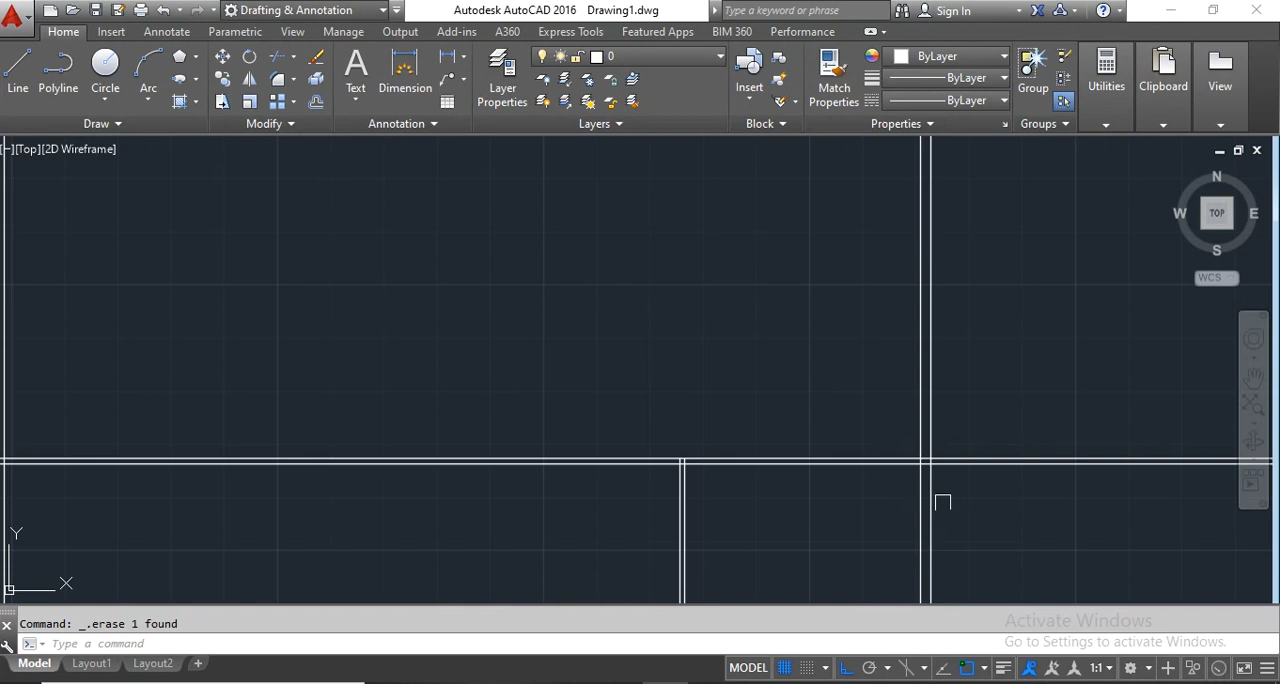 Drafting & Annotation Autodesk AutoCAD 2016 Drawing1.dwg Type a keyword or phrase Sign In
Home Insert Annotate Parametric View Manage Output Add-ins A360 Express Tools Featured Apps BIM 360 Performance
Line Polyline Circle Arc Text Dimension Layer Properties 0 Insert Match Properties ByLayer ByLayer ByLayer Group Utilities Clipboard View
Draw Modify Annotation Layers Block Properties Groups
[−][Top][2D Wireframe]
N
W TOP E
S
WCS
Y
X
Command: _.erase 1 found
Activate Windows
Type a command
Go to Settings to activate Windows.
Model Layout1 Layout2 + MODEL 1:1